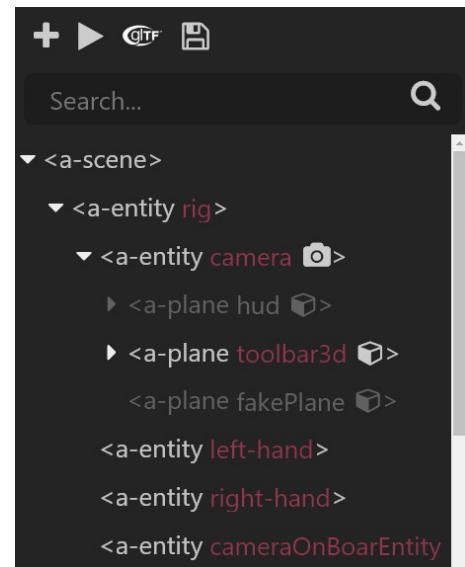 glTF
Search...
<a-scene>
<a-entity rig>
<a-entity camera >
<a-plane hud >
<a-plane toolbar3d >
<a-plane fakePlane >
<a-entity left-hand>
<a-entity right-hand>
<a-entity cameraOnBoarEntity